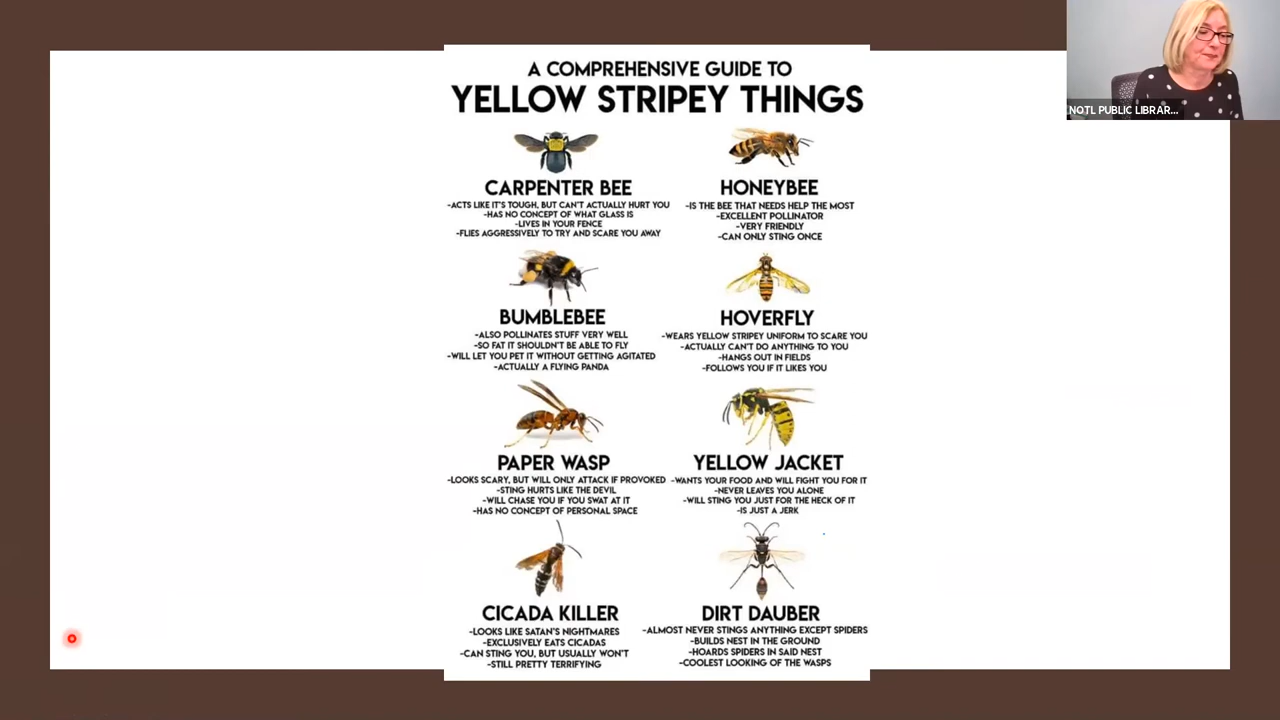 A COMPREHENSIVE GUIDE TO
YELLOW STRIPEY THINGS
CARPENTER BEE
-ACTS LIKE IT'S TOUGH, BUT CAN'T ACTUALLY HURT YOU
-HAS NO CONCEPT OF WHAT GLASS IS
-LIVES IN YOUR FENCE
-FLIES AGGRESSIVELY TO TRY AND SCARE YOU AWAY
HONEYBEE
-IS THE BEE THAT NEEDS HELP THE MOST
-EXCELLENT POLLINATOR
-VERY FRIENDLY
-CAN ONLY STING ONCE
BUMBLEBEE
-ALSO POLLINATES STUFF VERY WELL
-SO FAT IT SHOULDN'T BE ABLE TO FLY
-WILL LET YOU PET IT WITHOUT GETTING AGITATED
-ACTUALLY A FLYING PANDA
HOVERFLY
-WEARS YELLOW STRIPEY UNIFORM TO SCARE YOU
-ACTUALLY CAN'T DO ANYTHING TO YOU
-HANGS OUT IN FIELDS
-FOLLOWS YOU IF IT LIKES YOU
PAPER WASP
-LOOKS SCARY, BUT WILL ONLY ATTACK IF PROVOKED
-STING HURTS LIKE THE DEVIL
-WILL CHASE YOU IF YOU SWAT AT IT
-HAS NO CONCEPT OF PERSONAL SPACE
YELLOW JACKET
-WANTS YOUR FOOD AND WILL FIGHT YOU FOR IT
-NEVER LEAVES YOU ALONE
-WILL STING YOU JUST FOR THE HECK OF IT
-IS JUST A JERK
CICADA KILLER
-LOOKS LIKE SATAN'S NIGHTMARES
-EXCLUSIVELY EATS CICADAS
-CAN STING YOU, BUT USUALLY WON'T
-STILL PRETTY TERRIFYING
DIRT DAUBER
-ALMOST NEVER STINGS ANYTHING EXCEPT SPIDERS
-BUILDS NEST IN THE GROUND
-HOARDS SPIDERS IN SAID NEST
-COOLEST LOOKING OF THE WASPS
NOTL PUBLIC LIBRAR...